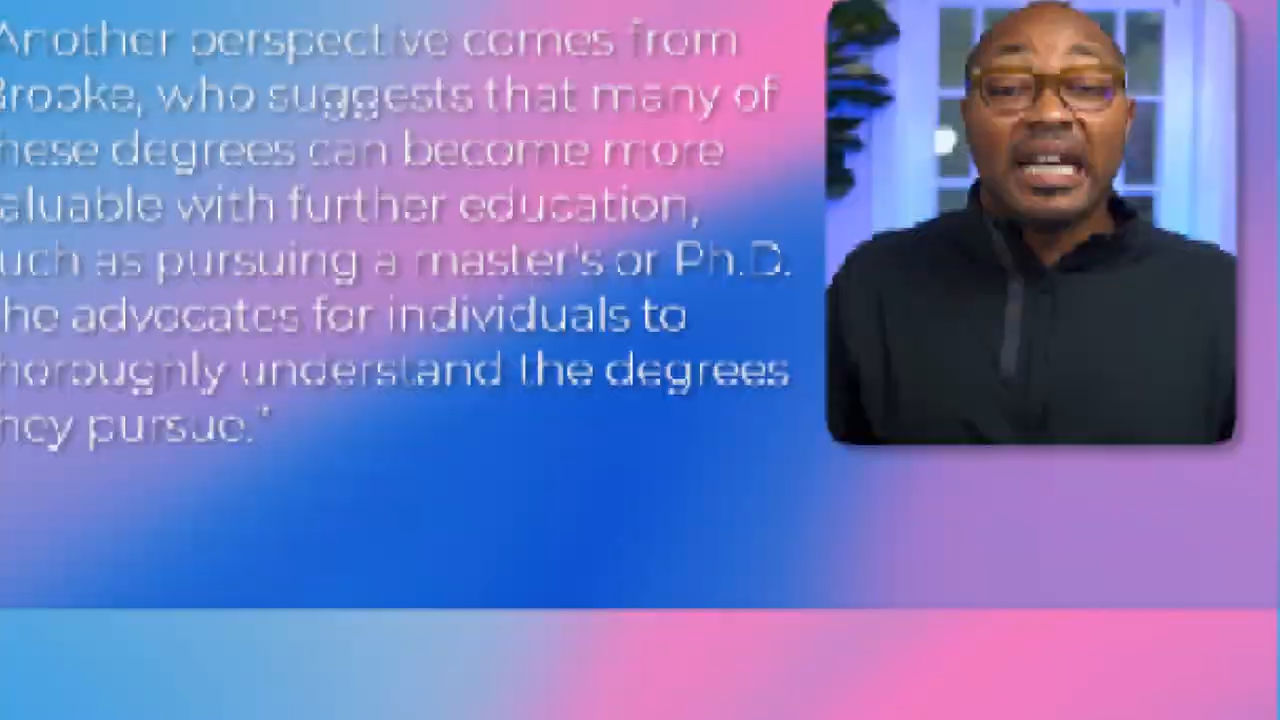 Another perspective comes from
Brooke, who suggests that many of
hese degrees can become more
aluable with further education,
uch as pursuing a master's or Ph.D.
he advocates for individuals to
horoughly understand the degrees
hey pursue."